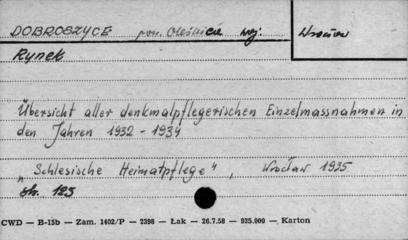 DOBROSZYCE pow. Oleśnica woj. Wrocław
Rynek
Übersicht aller denkmalpflegerischen Einzelmassnahmen in
den Jahren 1932 - 1934
„Schlesische Heimatpflege", Wrocław 1935
str. 123
CWD — B-15b — Zam. 1402/P — 2398 — Łak — 26.7.58 — 935.000 — Karton